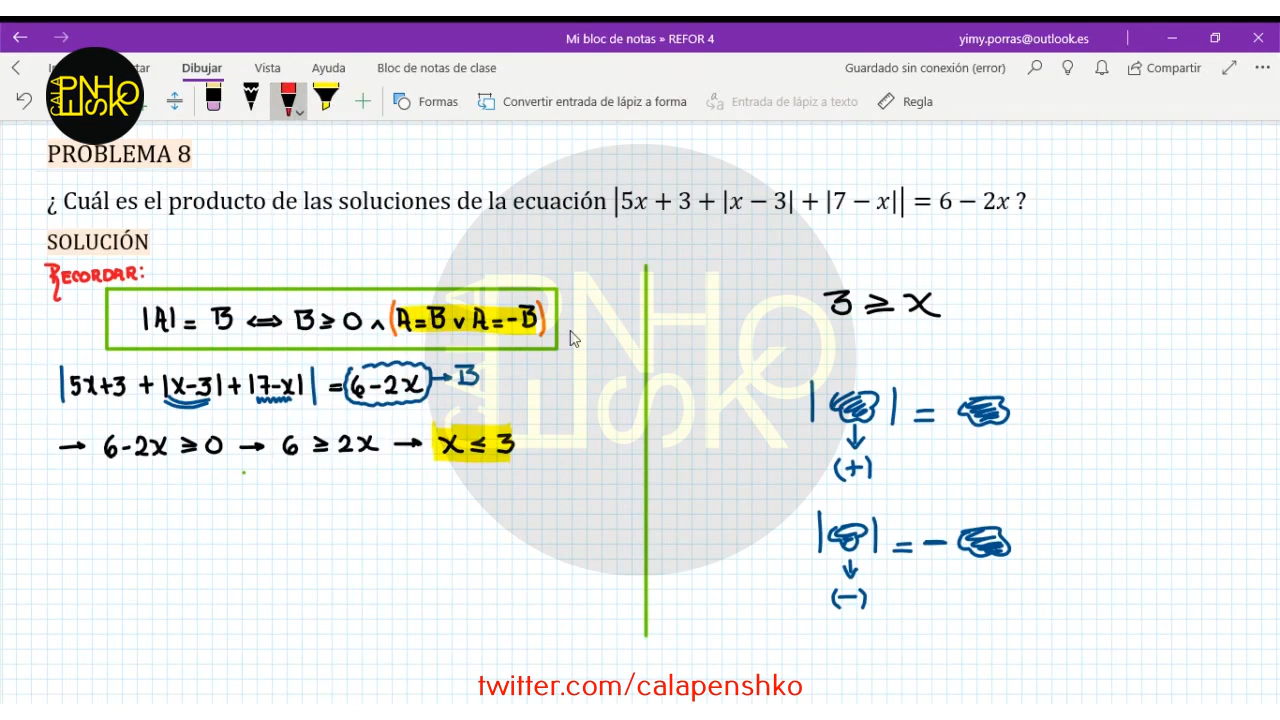 Mi bloc de notas » REFOR 4
yimy.porras@outlook.es
Dibujar
Vista
Ayuda
Bloc de notas de clase
Guardado sin conexión (error)
Compartir
Formas
Convertir entrada de lápiz a forma
Entrada de lápiz a texto
Regla
CALA PNHO ESK
PROBLEMA 8
¿ Cuál es el producto de las soluciones de la ecuación |5x + 3 + |x − 3| + |7 − x|| = 6 − 2x ?
SOLUCIÓN
RECORDAR:
|A| = B ⟺ B ≥ 0 ∧ (A = B ∨ A = −B)
|5x+3 + |x−3| + |7−x|| = (6−2x) → B
→ 6−2x ≥ 0 → 6 ≥ 2x → x ≤ 3
3 ≥ x
| | =
(+)
| | = −
(−)
twitter.com/calapenshko